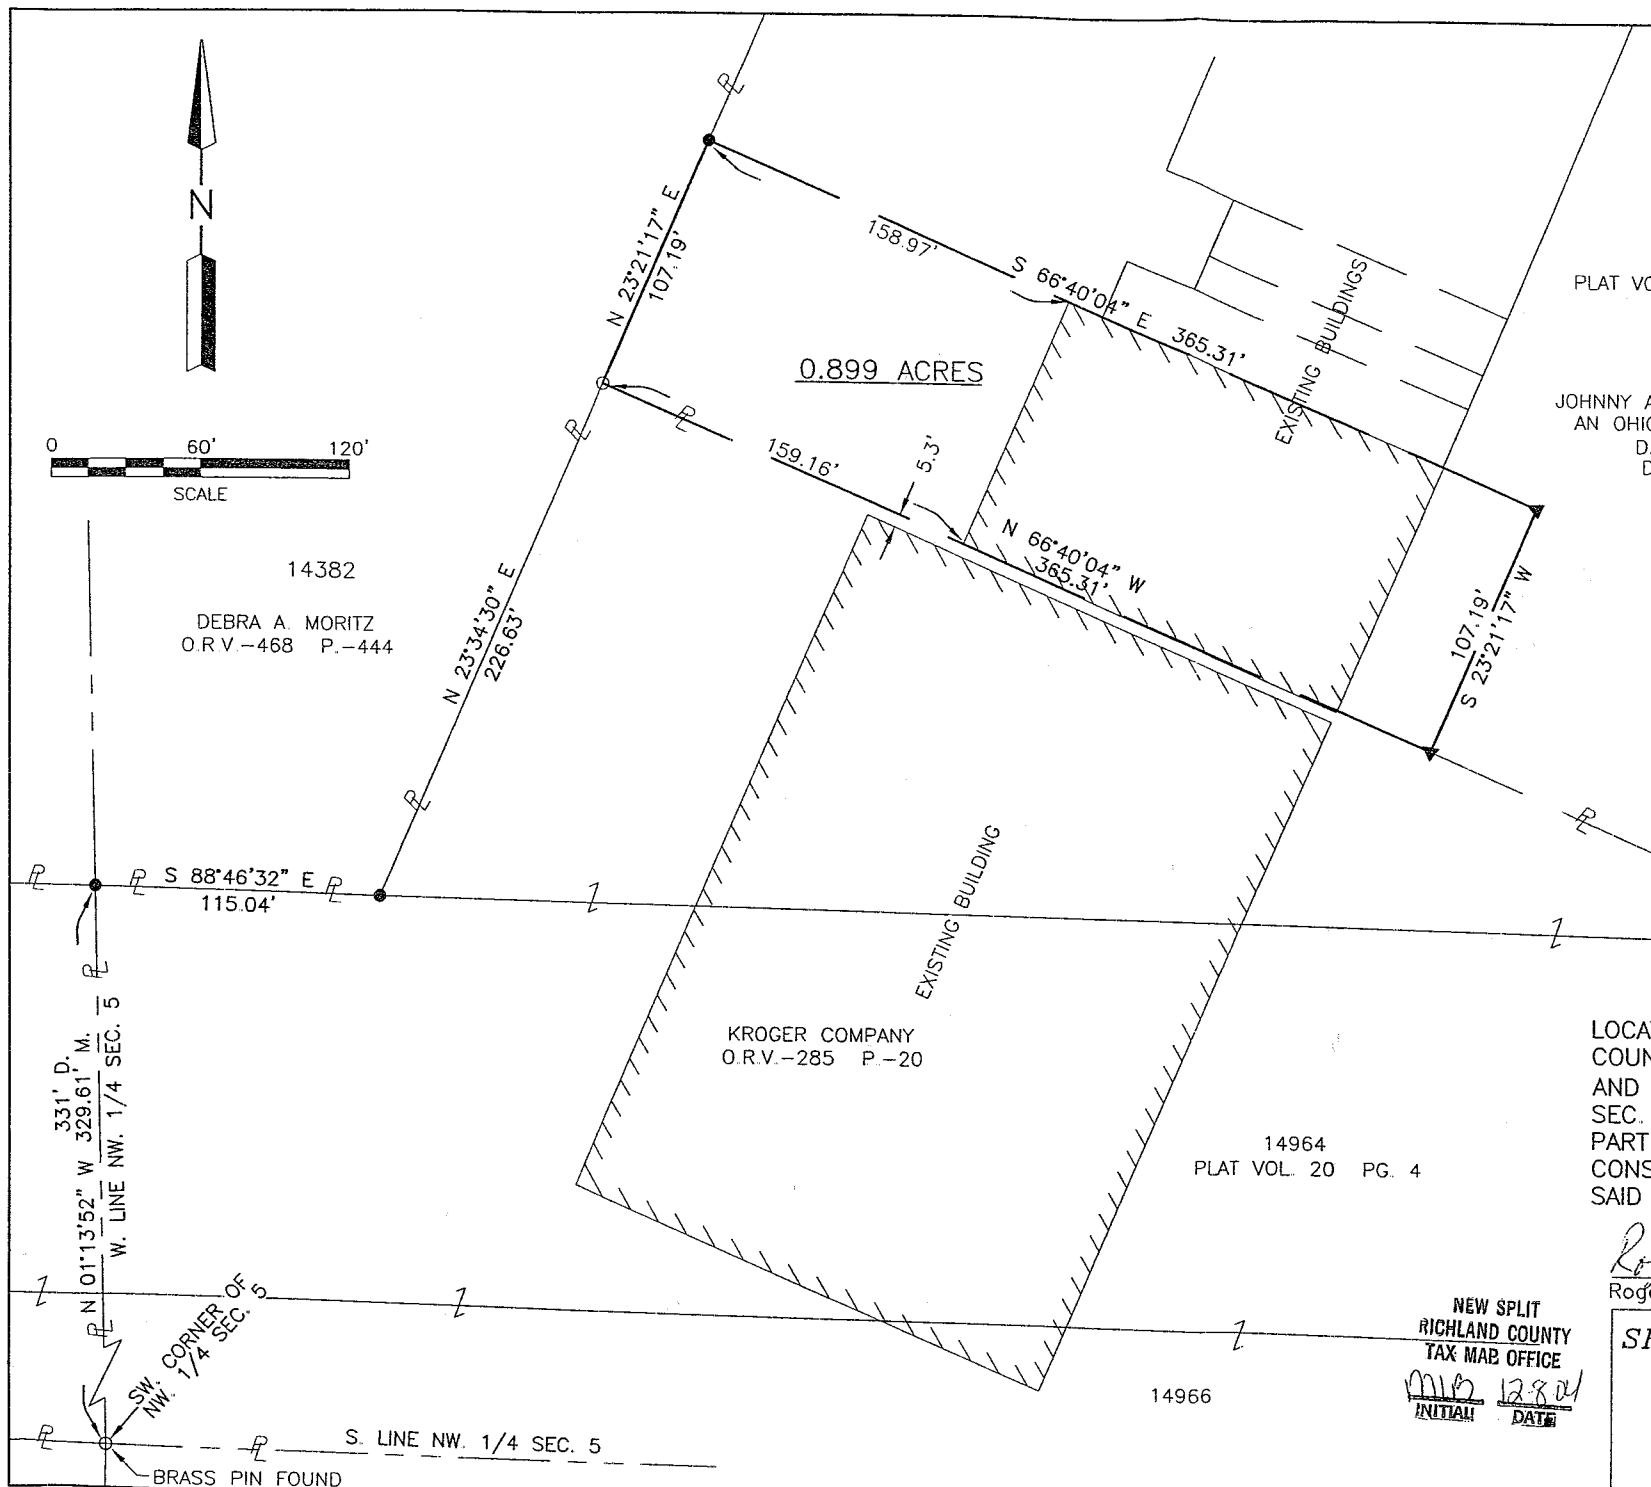 N
0 60' 120'
SCALE
N 23°21'17" E
107.19'
158.97'
S 66°40'04" E 365.31'
EXISTING BUILDINGS
0.899 ACRES
159.16'
5.3'
N 66°40'04" W
365.31'
107.19'
S 23°21'17" W
PLAT VO
JOHNNY A
AN OHIO
D.
D
14382
DEBRA A. MORITZ
O.R.V.-468 P.-444
N 23°34'30" E
226.63'
S 88°46'32" E
115.04'
EXISTING BUILDING
KROGER COMPANY
O.R.V.-285 P.-20
14964
PLAT VOL. 20 PG. 4
331' D.
N 01°13'52" W 329.61' M.
W. LINE NW. 1/4 SEC. 5
SW. CORNER OF
NW. 1/4 SEC. 5
S. LINE NW. 1/4 SEC. 5
BRASS PIN FOUND
14966
NEW SPLIT
RICHLAND COUNTY
TAX MAP OFFICE
MB 12-8-04
INITIAL DATE
LOCA
COUN
AND
SEC.
PART
CONS
SAID
Ro
Rog